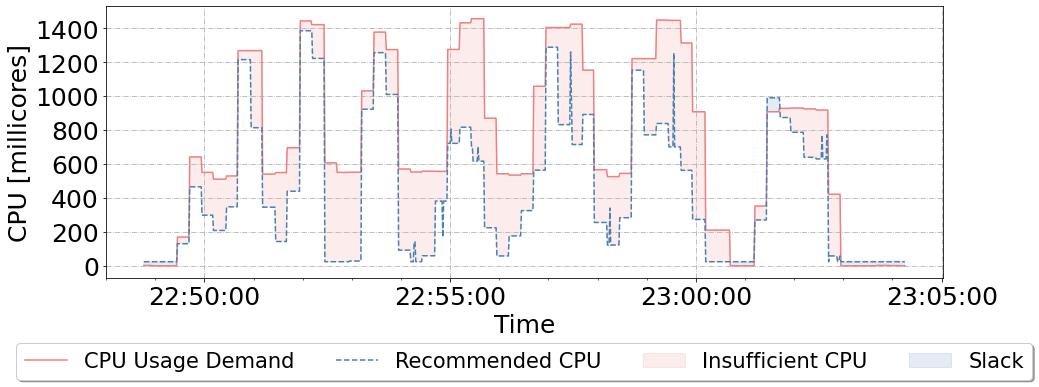 CPU [millicores]
1400
1200
1000
800
600
400
200
0
22:50:00 22:55:00 23:00:00 23:05:00
Time
CPU Usage Demand Recommended CPU Insufficient CPU Slack